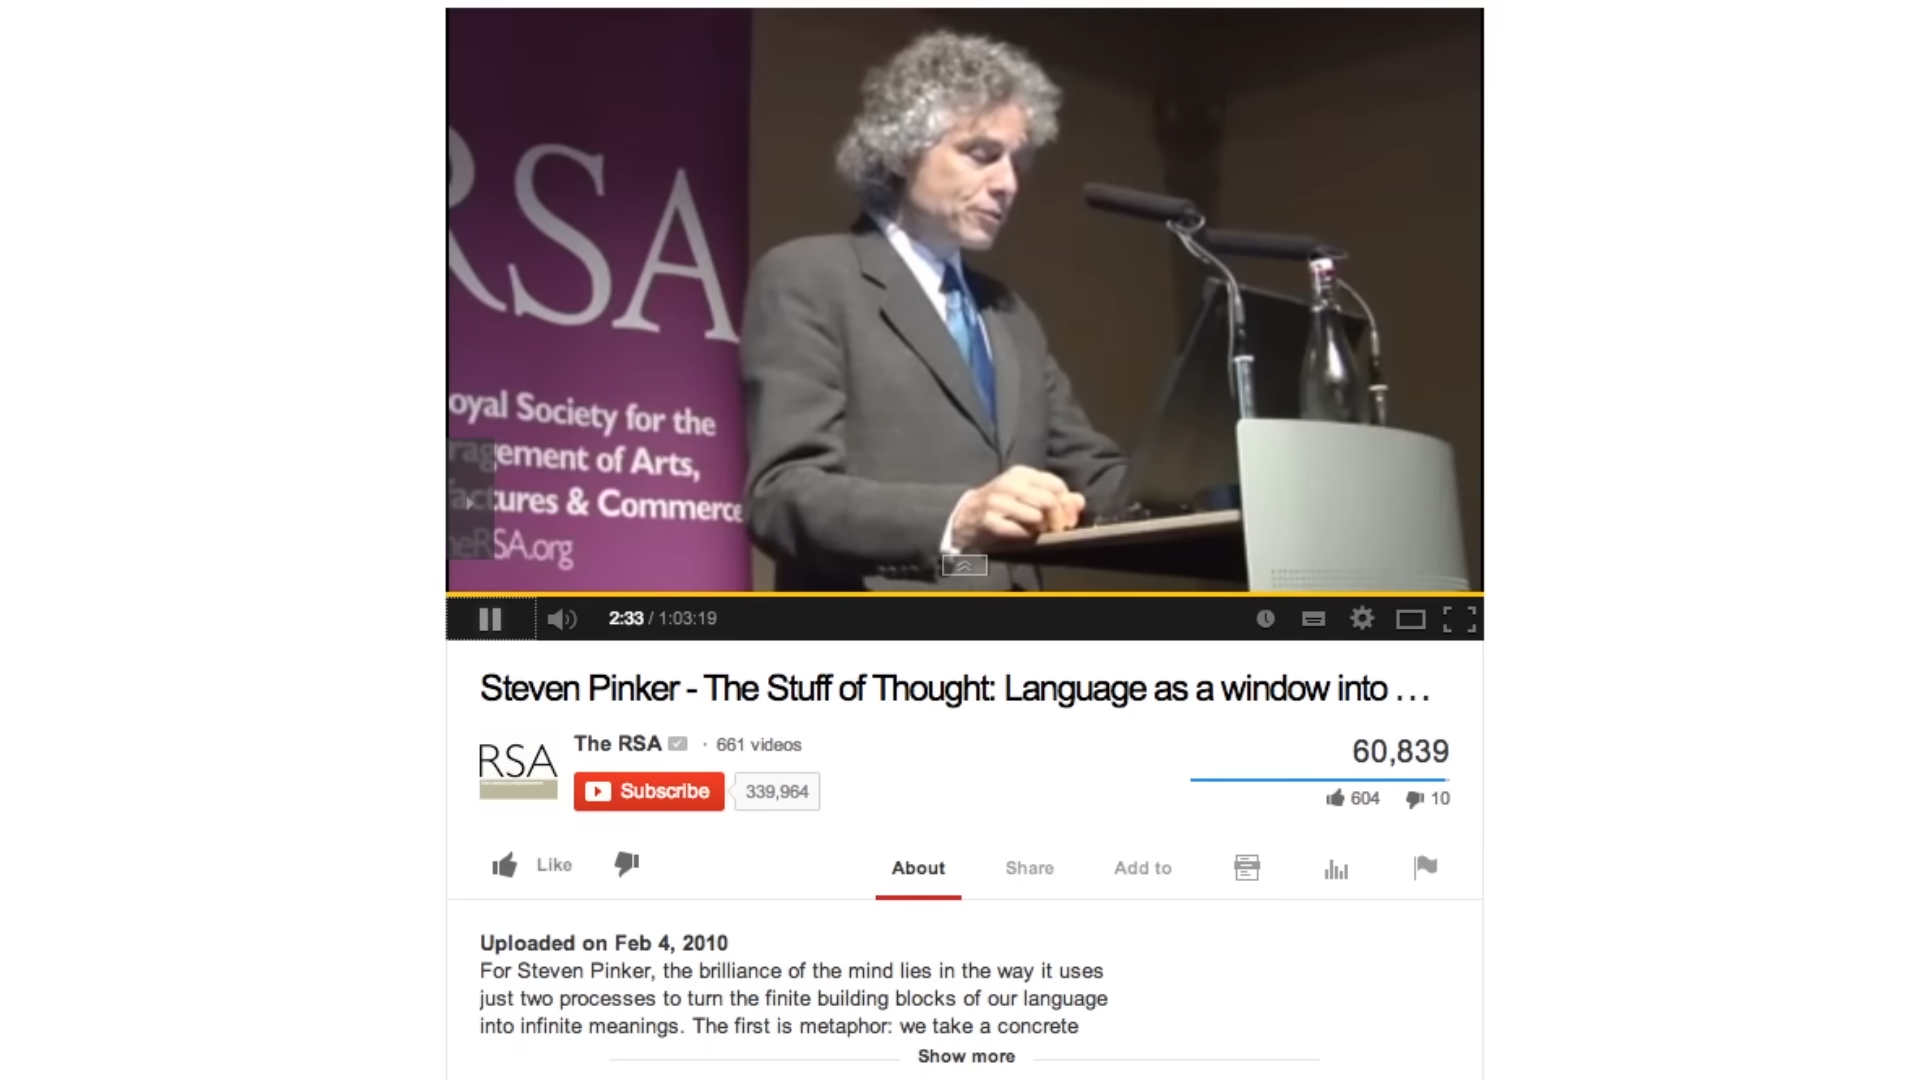 RSA
oyal Society for the
ragement of Arts,
actures & Commerce
heRSA.org
2:33 / 1:03:19
Steven Pinker - The Stuff of Thought: Language as a window into ...
RSA
The RSA · 661 videos
Subscribe 339,964
60,839
604 10
Like
About Share Add to
Uploaded on Feb 4, 2010
For Steven Pinker, the brilliance of the mind lies in the way it uses
just two processes to turn the finite building blocks of our language
into infinite meanings. The first is metaphor: we take a concrete
Show more